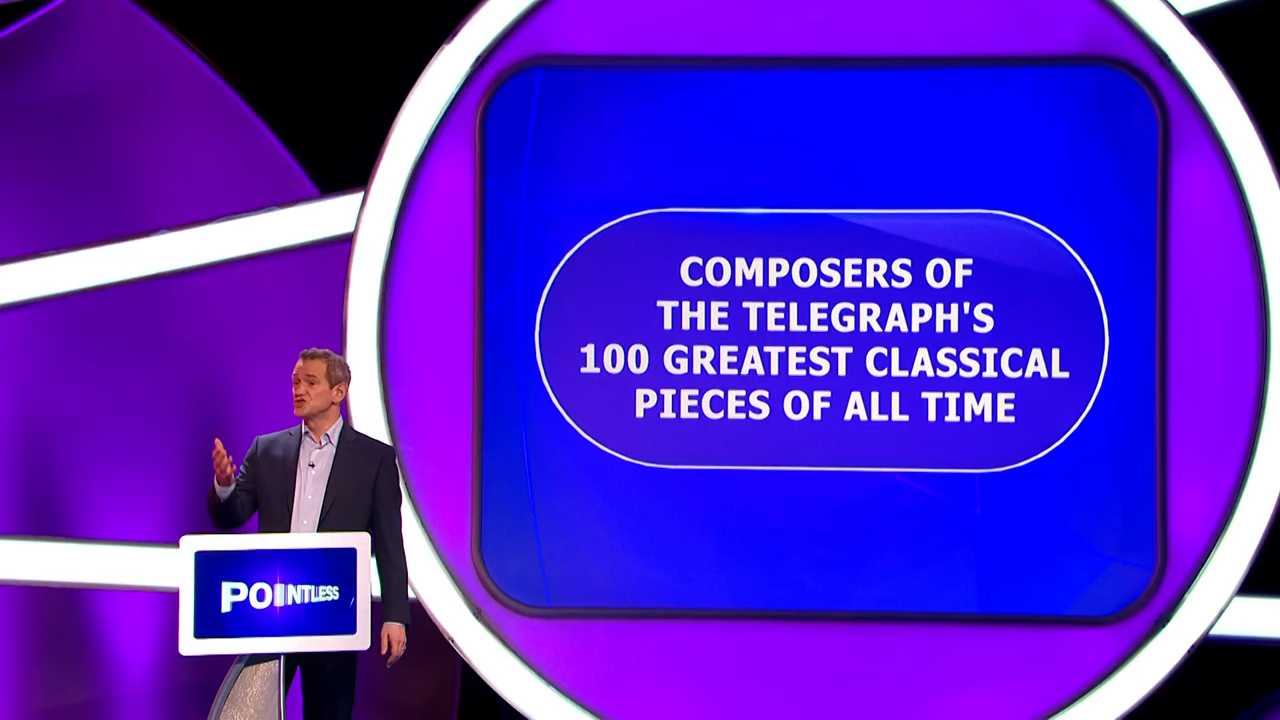 COMPOSERS OF
THE TELEGRAPH'S
100 GREATEST CLASSICAL
PIECES OF ALL TIME
POINTLESS